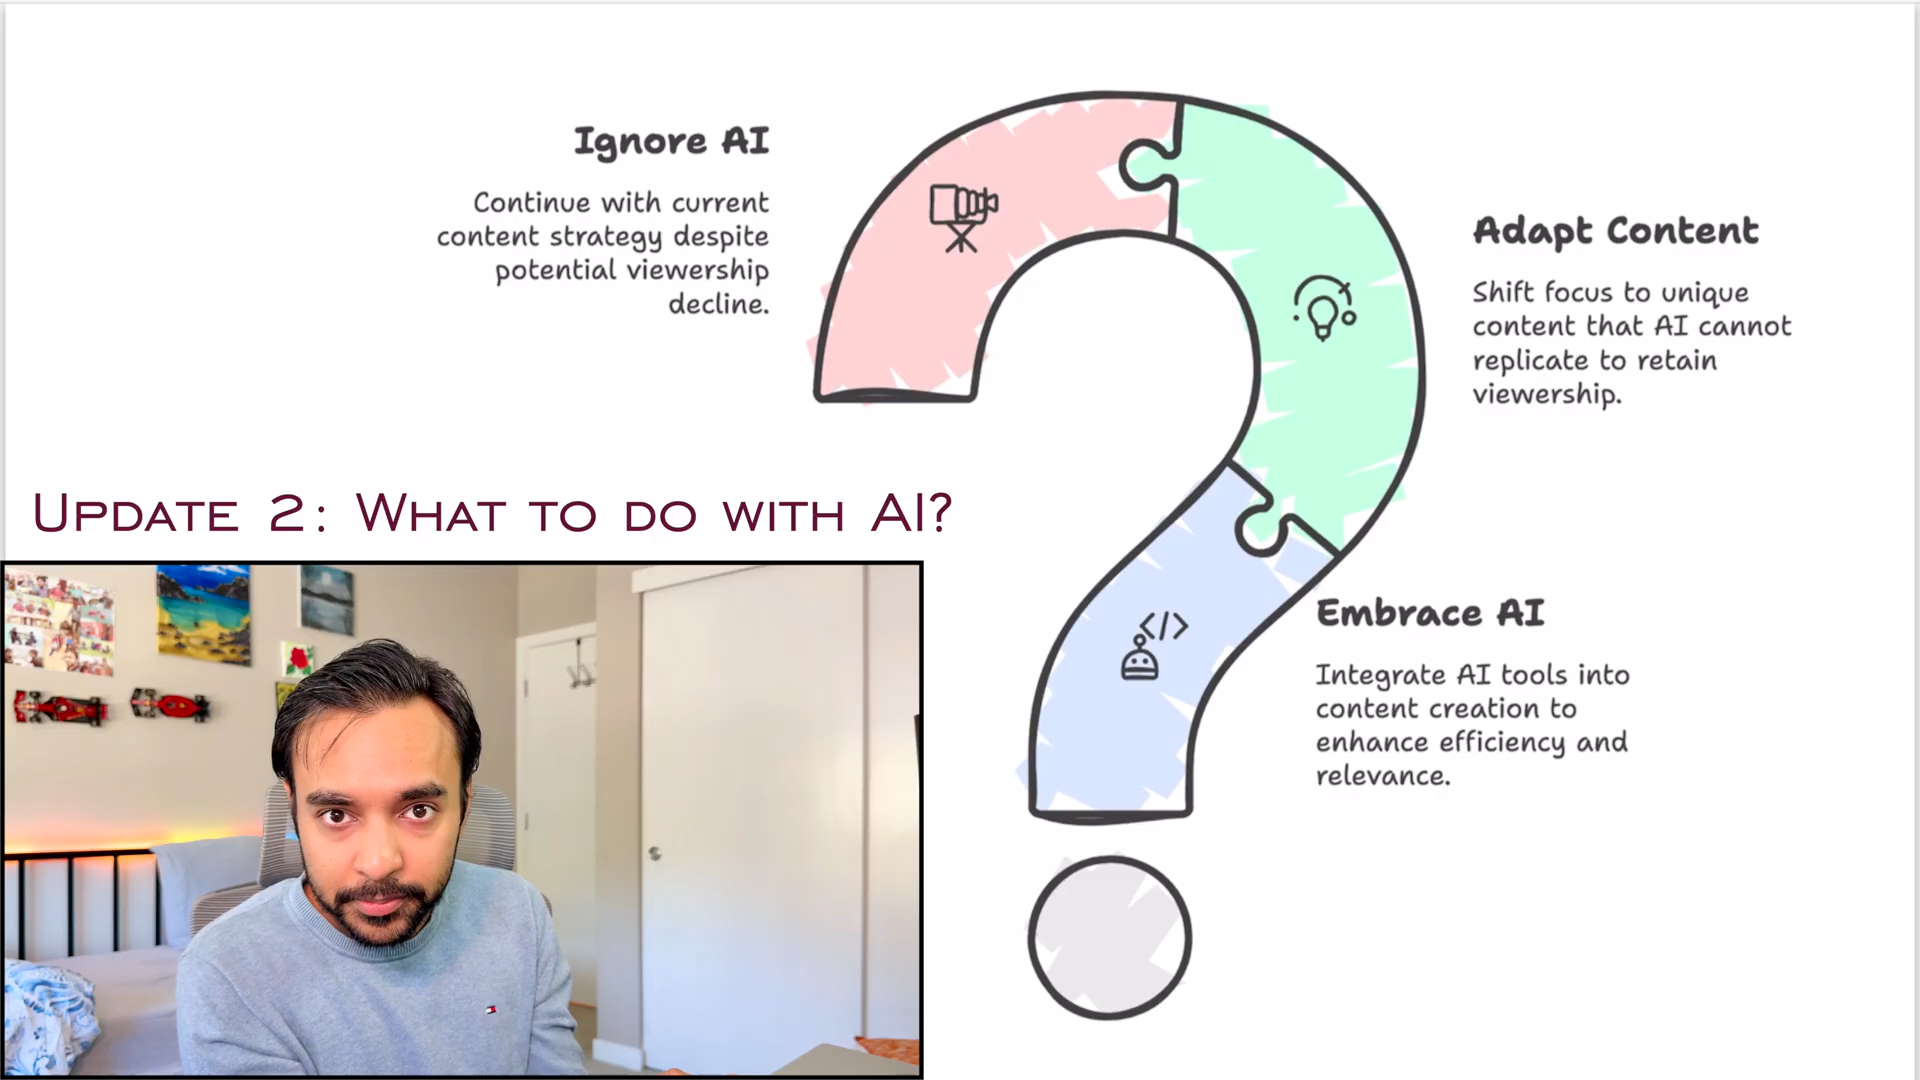 Ignore AI
Continue with current
content strategy despite
potential viewership
decline.
Adapt Content
Shift focus to unique
content that AI cannot
replicate to retain
viewership.
Update 2: What to do with AI?
Embrace AI
Integrate AI tools into
content creation to
enhance efficiency and
relevance.